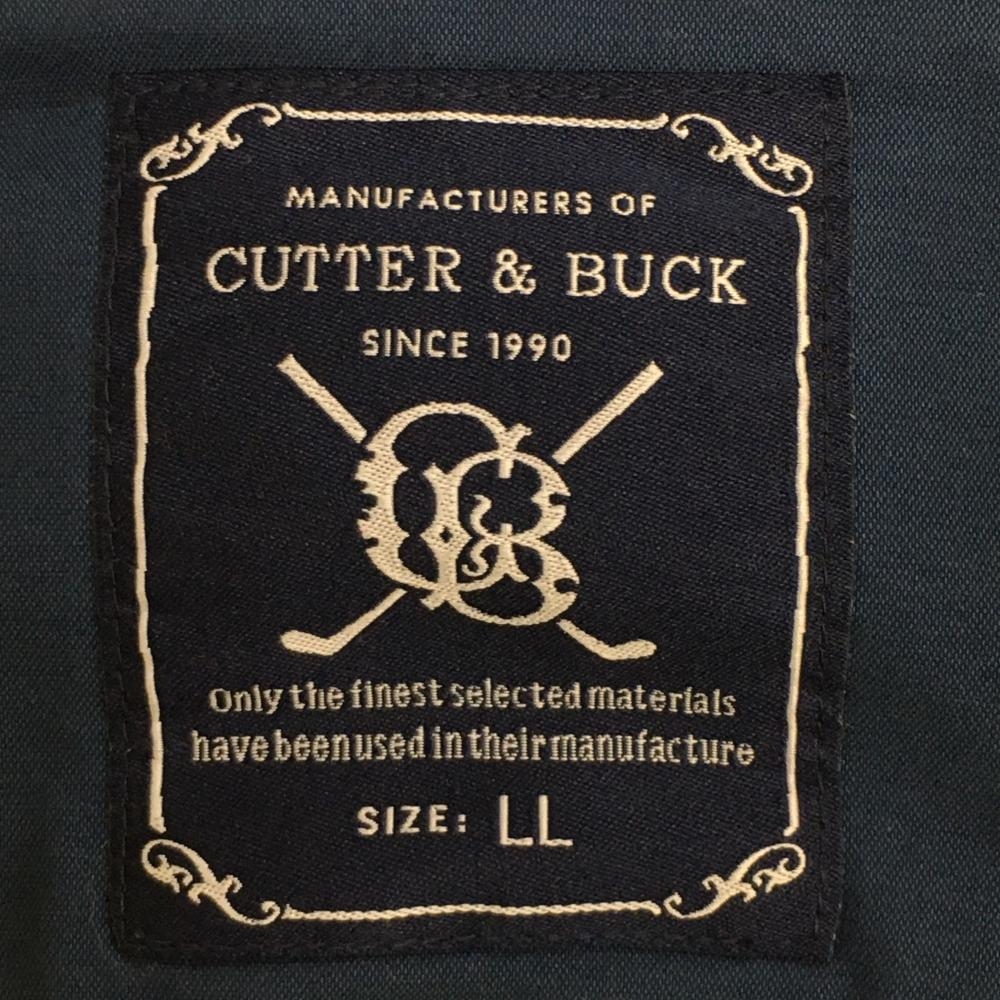 MANUFACTURERS OF
CUTTER & BUCK
SINCE 1990
CB
Only the finest selected materials
have been used in their manufacture
SIZE: LL